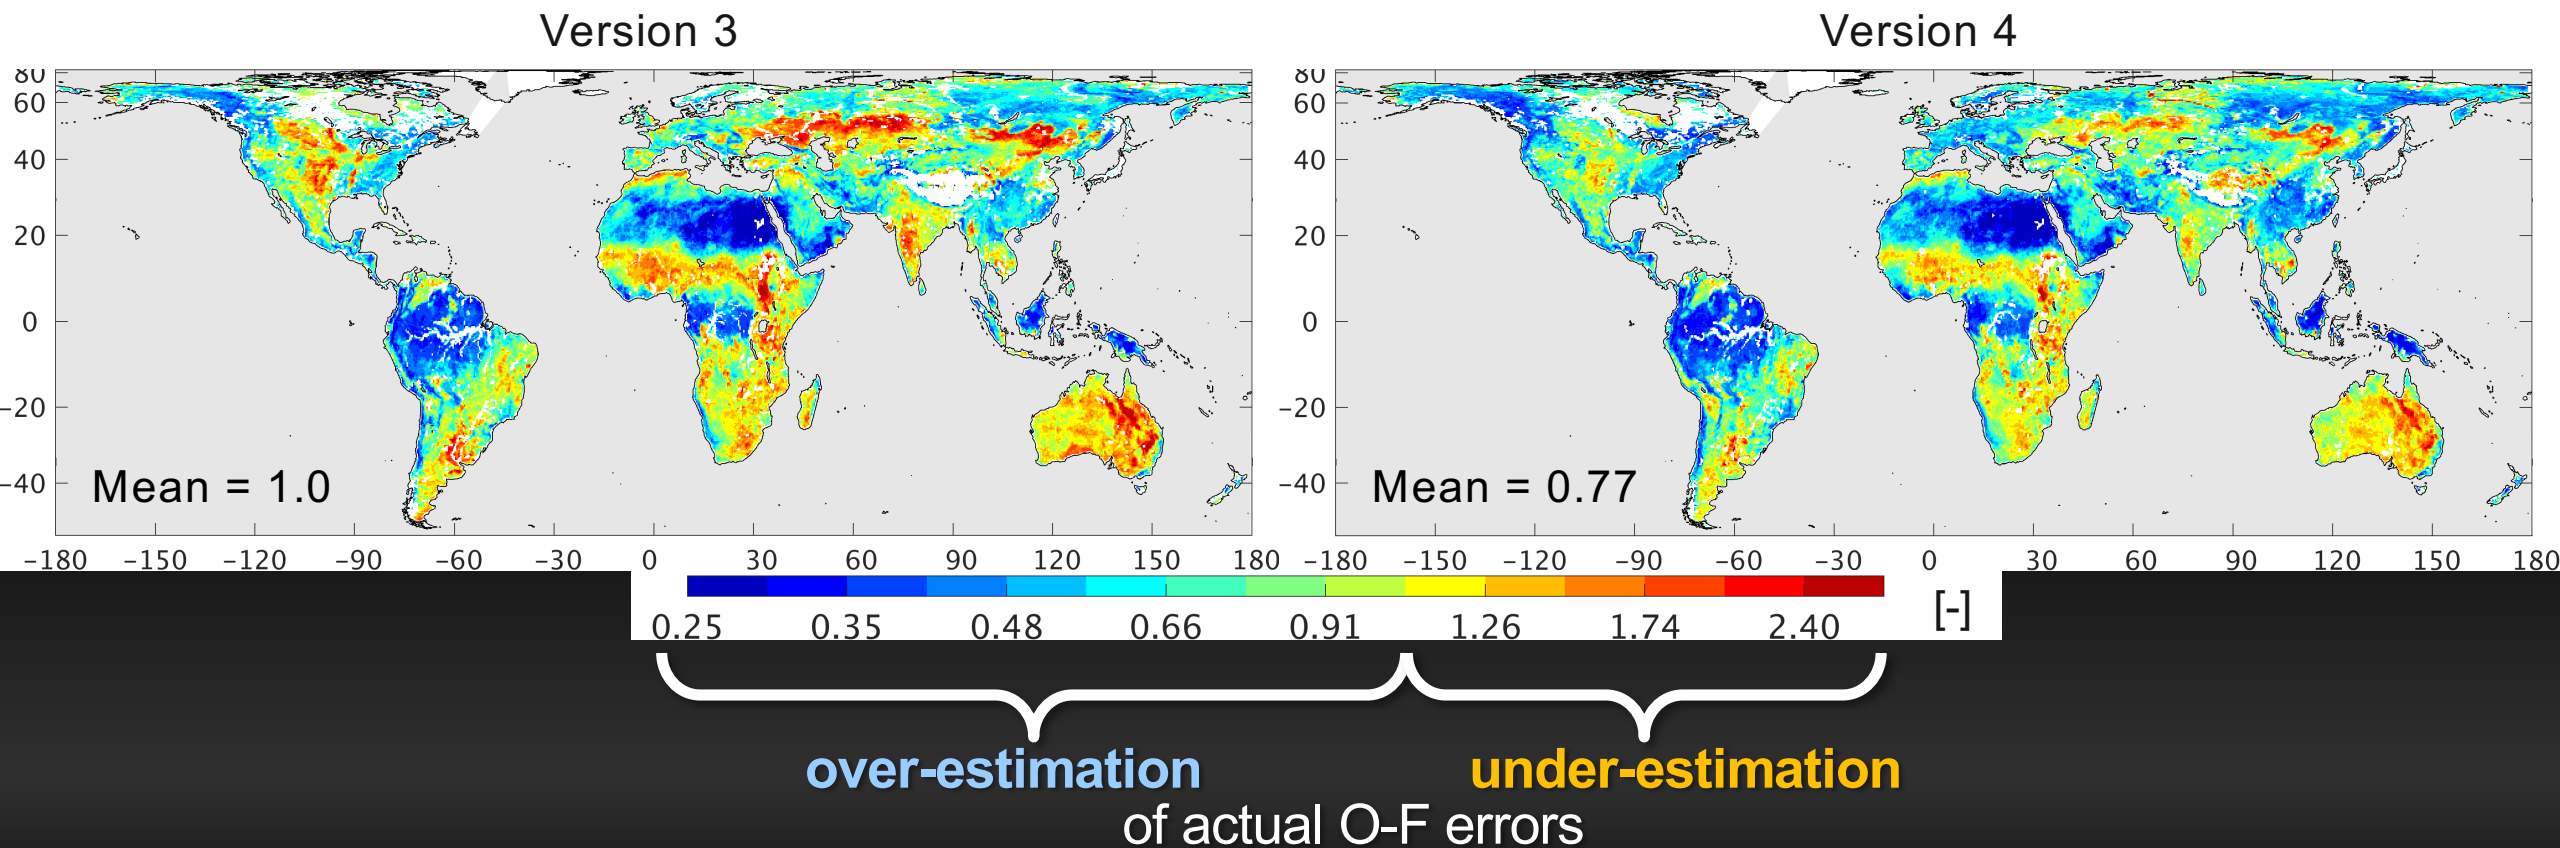 Version 3
Version 4
80
60
40
20
0
−20
−40
Mean = 1.0
−180 −150 −120 −90 −60 −30 0 30 60 90 120 150 180
80
60
40
20
0
−20
−40
Mean = 0.77
−180 −150 −120 −90 −60 −30 0 30 60 90 120 150 180
0.25 0.35 0.48 0.66 0.91 1.26 1.74 2.40 [-]
over-estimation under-estimation
of actual O-F errors